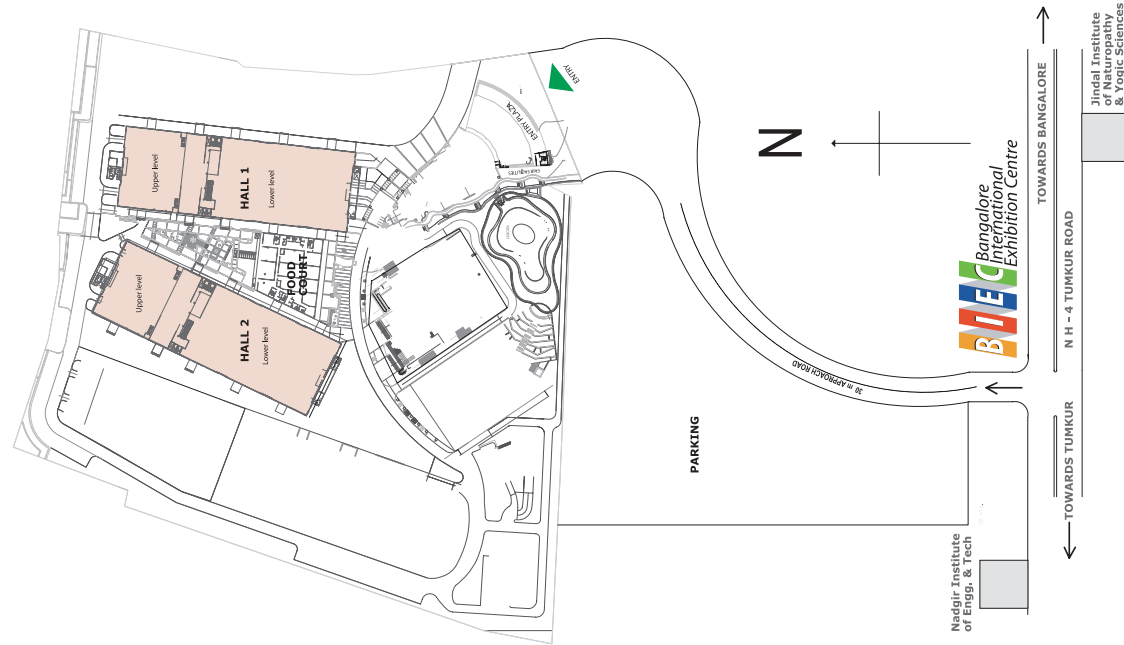 Upper level
HALL 1
Lower level
Upper level
HALL 2
Lower level
FOOD
COURT
ENTRY PLAZA
ENTRY
N
30 m APPROACH ROAD
PARKING
BIEC
Bangalore
International
Exhibition Centre
TOWARDS BANGALORE
N H – 4 TUMKUR ROAD
TOWARDS TUMKUR
Jindal Institute
of Naturopathy
& Yogic Sciences
Nadgir Institute
of Engg. & Tech